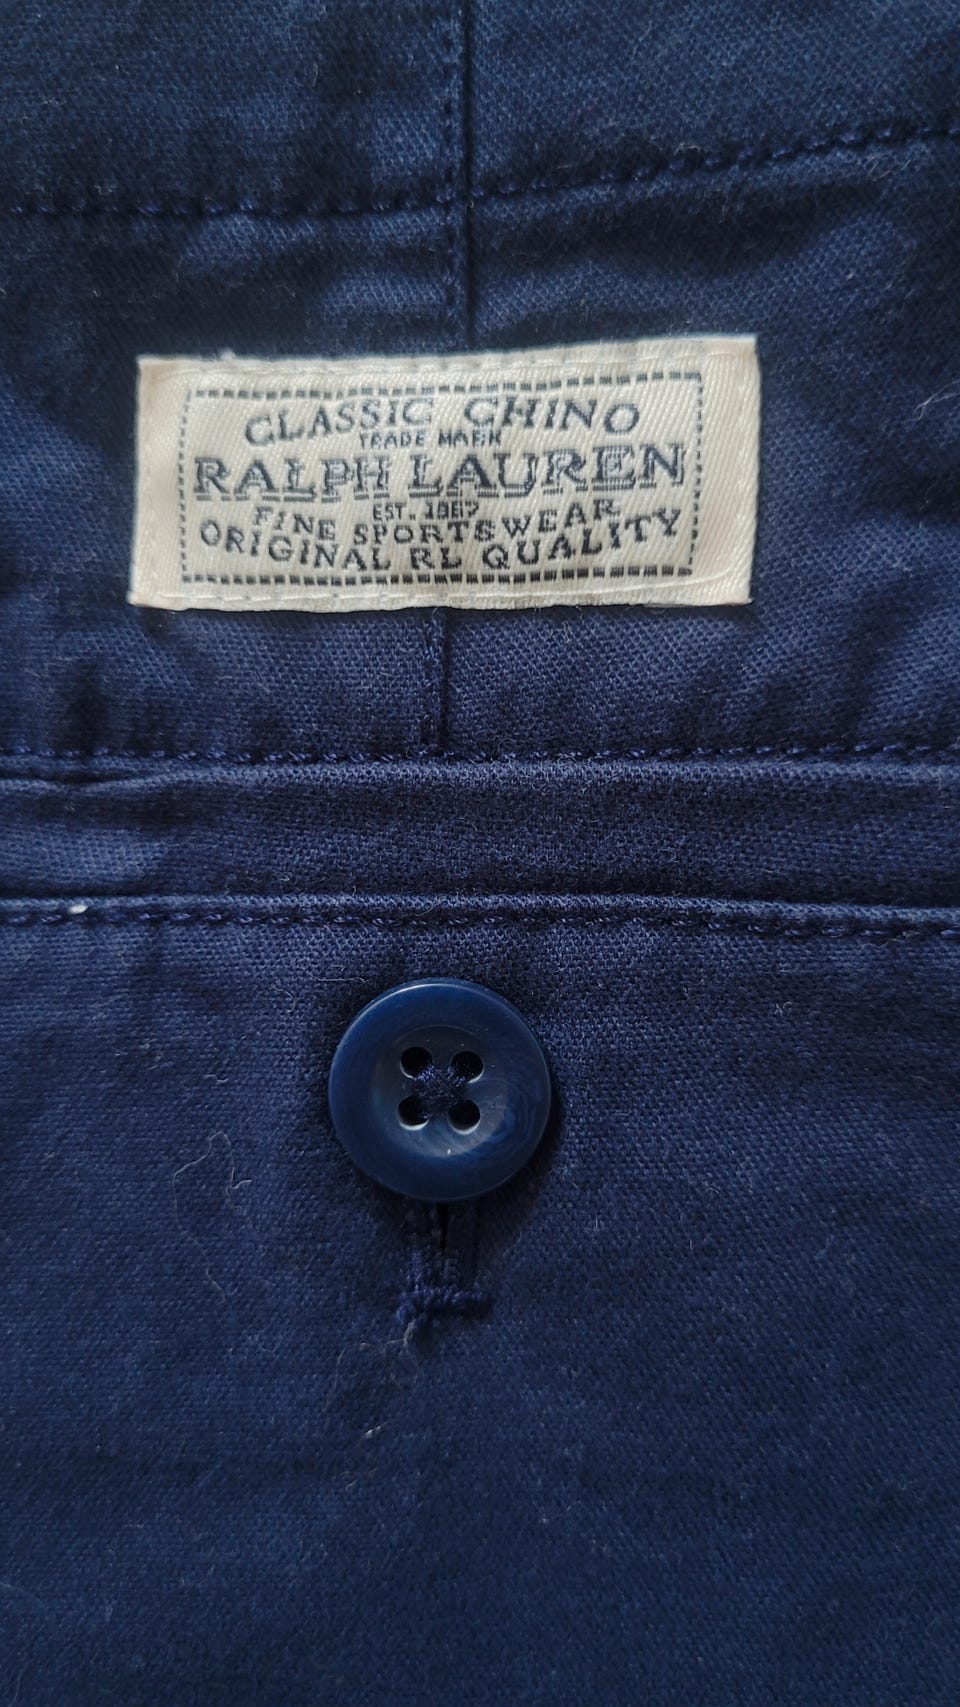 CLASSIC CHINO
TRADE MARK
RALPH LAUREN
EST. 1967
FINE SPORTSWEAR
ORIGINAL RL QUALITY